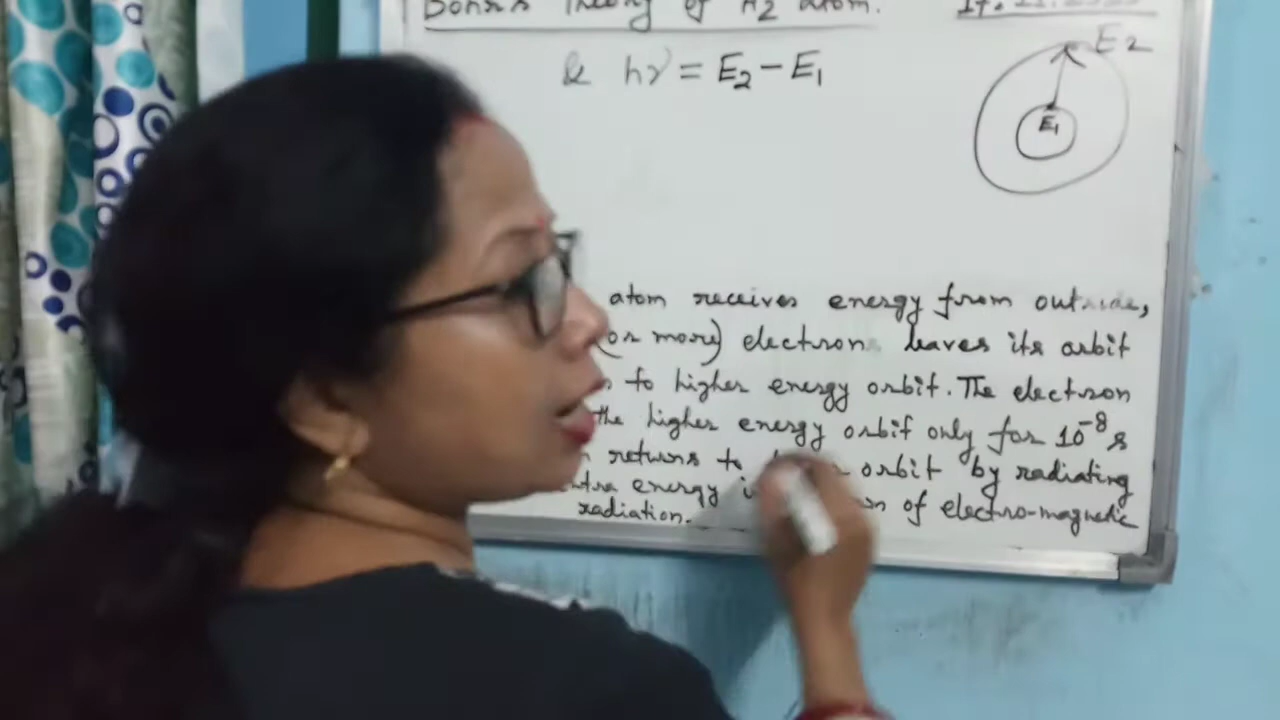 Bohr's Theory of H2 atom.
& hν = E2 - E1
E2
E1
atom receives energy from outside,
(or more) electron leaves its orbit
to higher energy orbit. The electron
the higher energy orbit only for 10^-8 s
returns to orbit by radiating
energy of electro-magnetic
radiation.